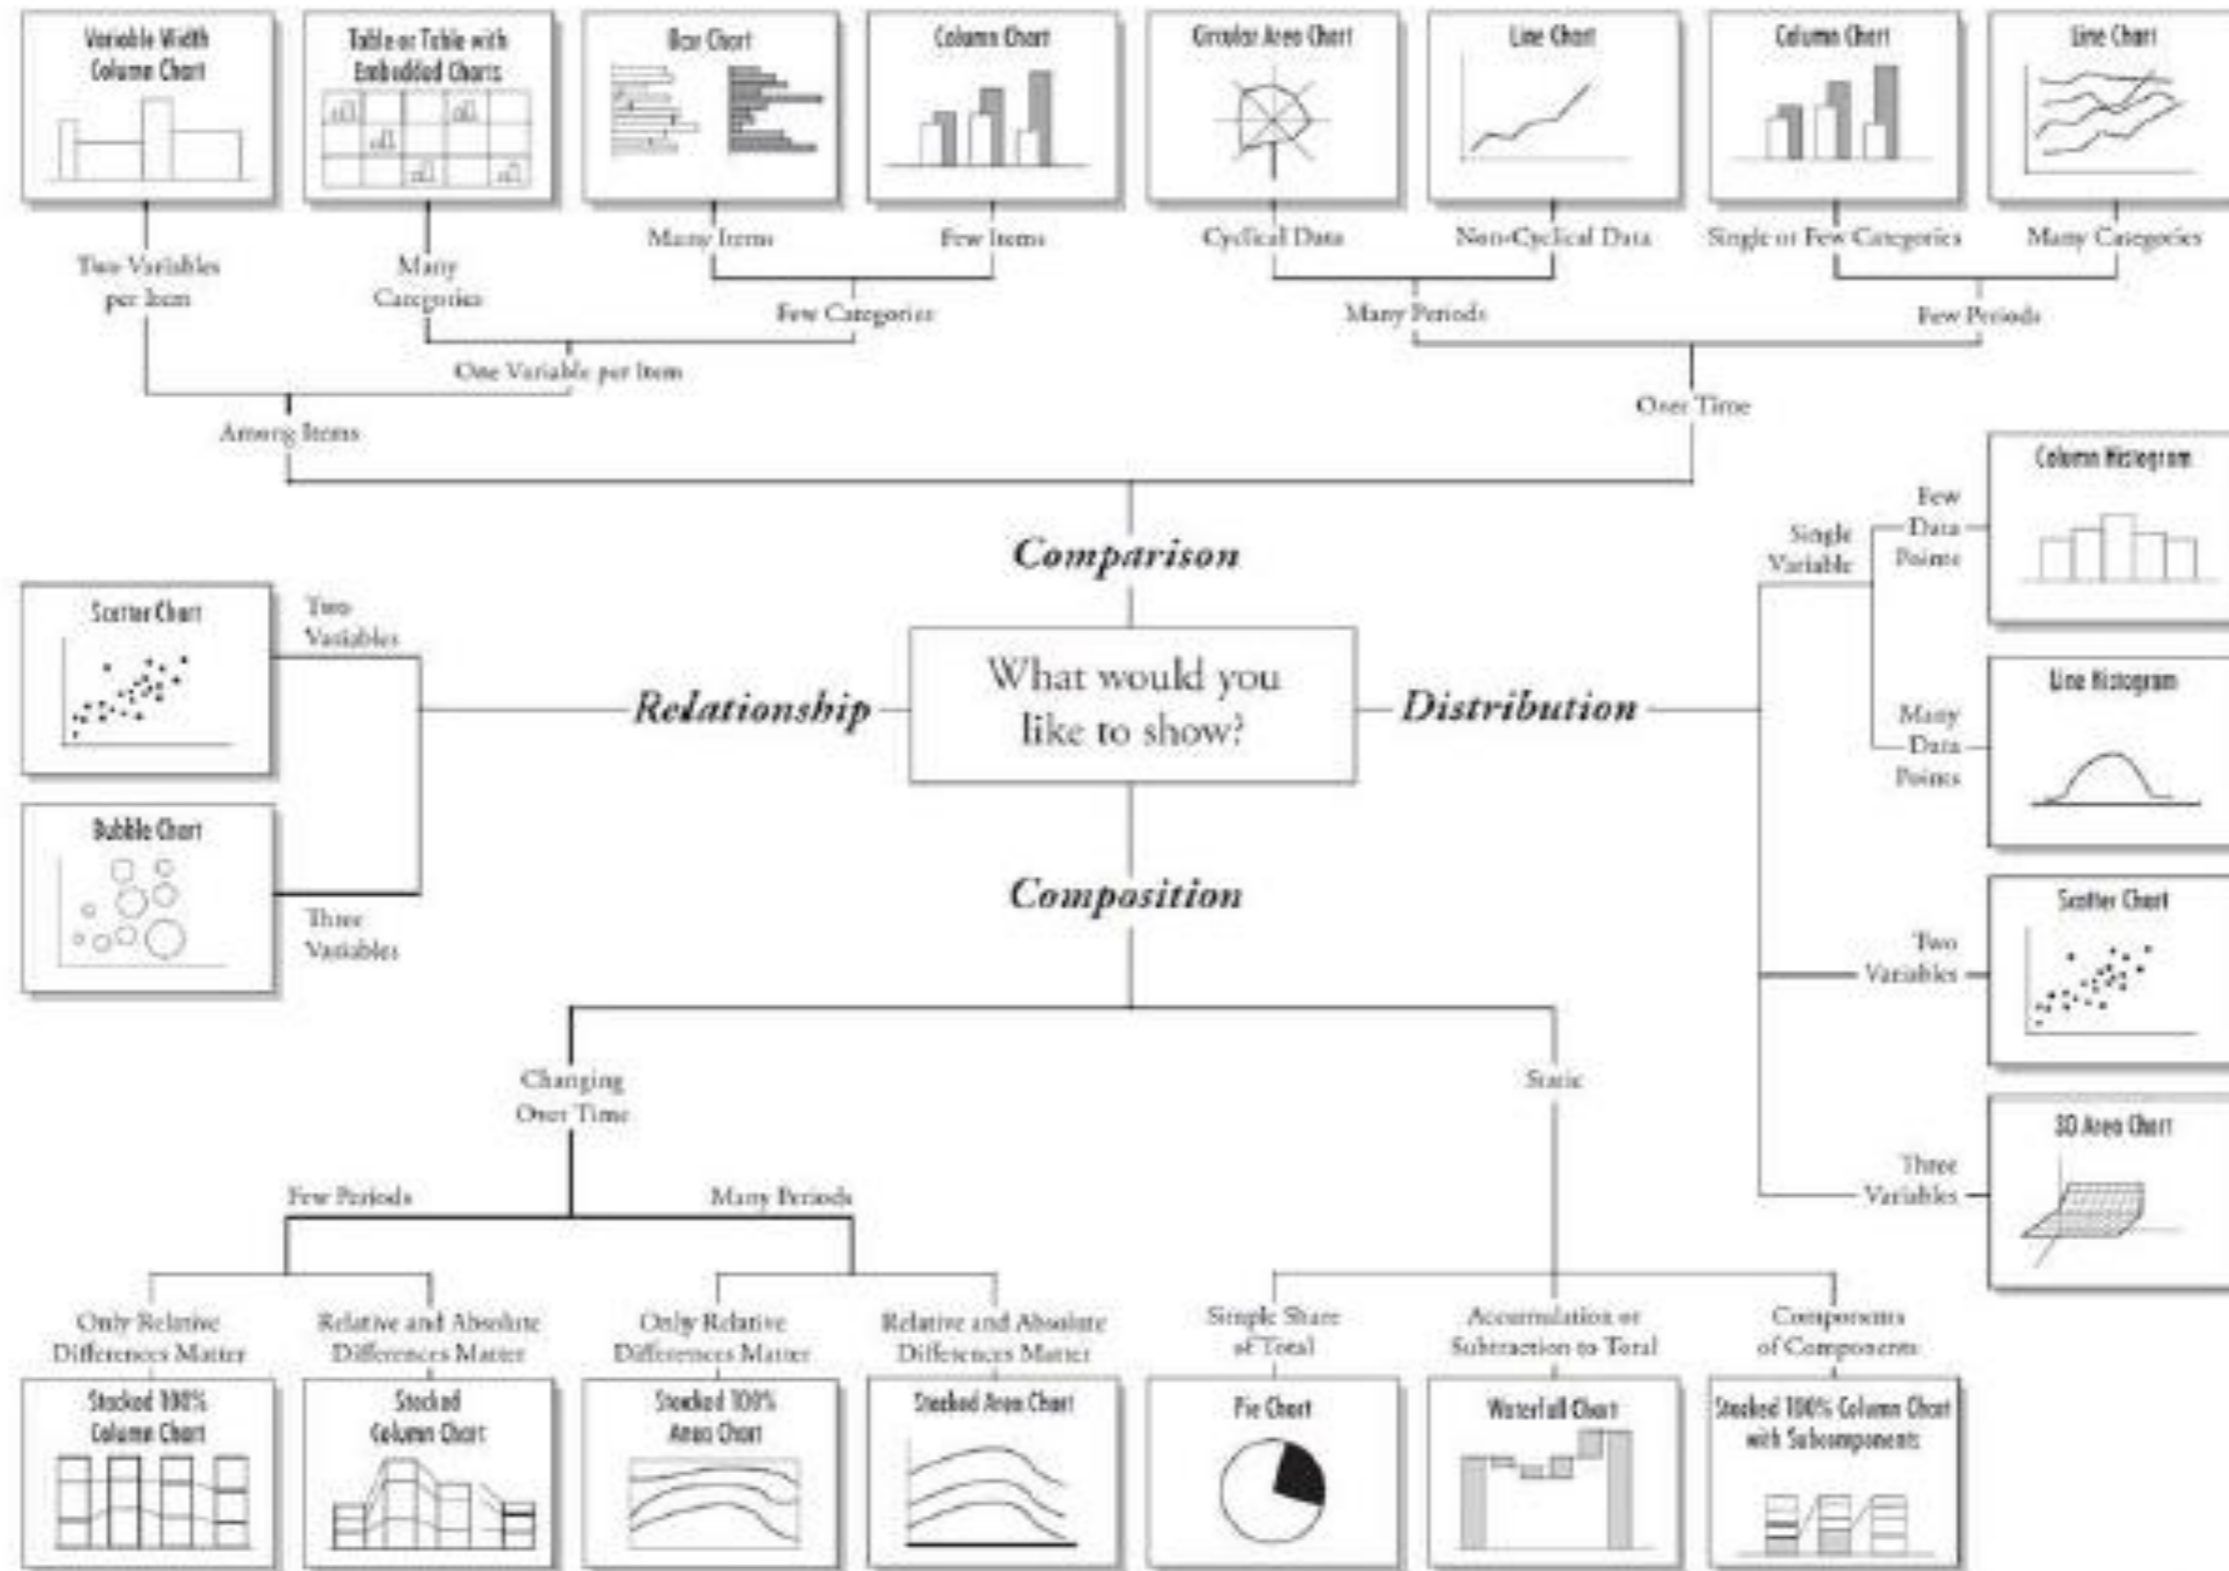 Variable Width
Column Chart
Table or Table with
Embedded Charts
Bar Chart
Column Chart
Circular Area Chart
Line Chart
Column Chart
Line Chart
Two Variables
per Item
Many
Categories
Many Items
Few Items
Cyclical Data
Non-Cyclical Data
Single or Few Categories
Many Categories
Few Categories
Many Periods
Few Periods
One Variable per Item
Among Items
Over Time
Comparison
Relationship
What would you
like to show?
Distribution
Composition
Scatter Chart
Two
Variables
Bubble Chart
Three
Variables
Single
Variable
Few
Data
Points
Column Histogram
Many
Data
Points
Line Histogram
Two
Variables
Scatter Chart
Three
Variables
3D Area Chart
Changing
Over Time
Static
Few Periods
Many Periods
Only Relative
Differences Matter
Relative and Absolute
Differences Matter
Only Relative
Differences Matter
Relative and Absolute
Differences Matter
Simple Share
of Total
Accumulation or
Subtraction to Total
Components
of Components
Stacked 100%
Column Chart
Stacked
Column Chart
Stacked 100%
Area Chart
Stacked Area Chart
Pie Chart
Waterfall Chart
Stacked 100% Column Chart
with Subcomponents